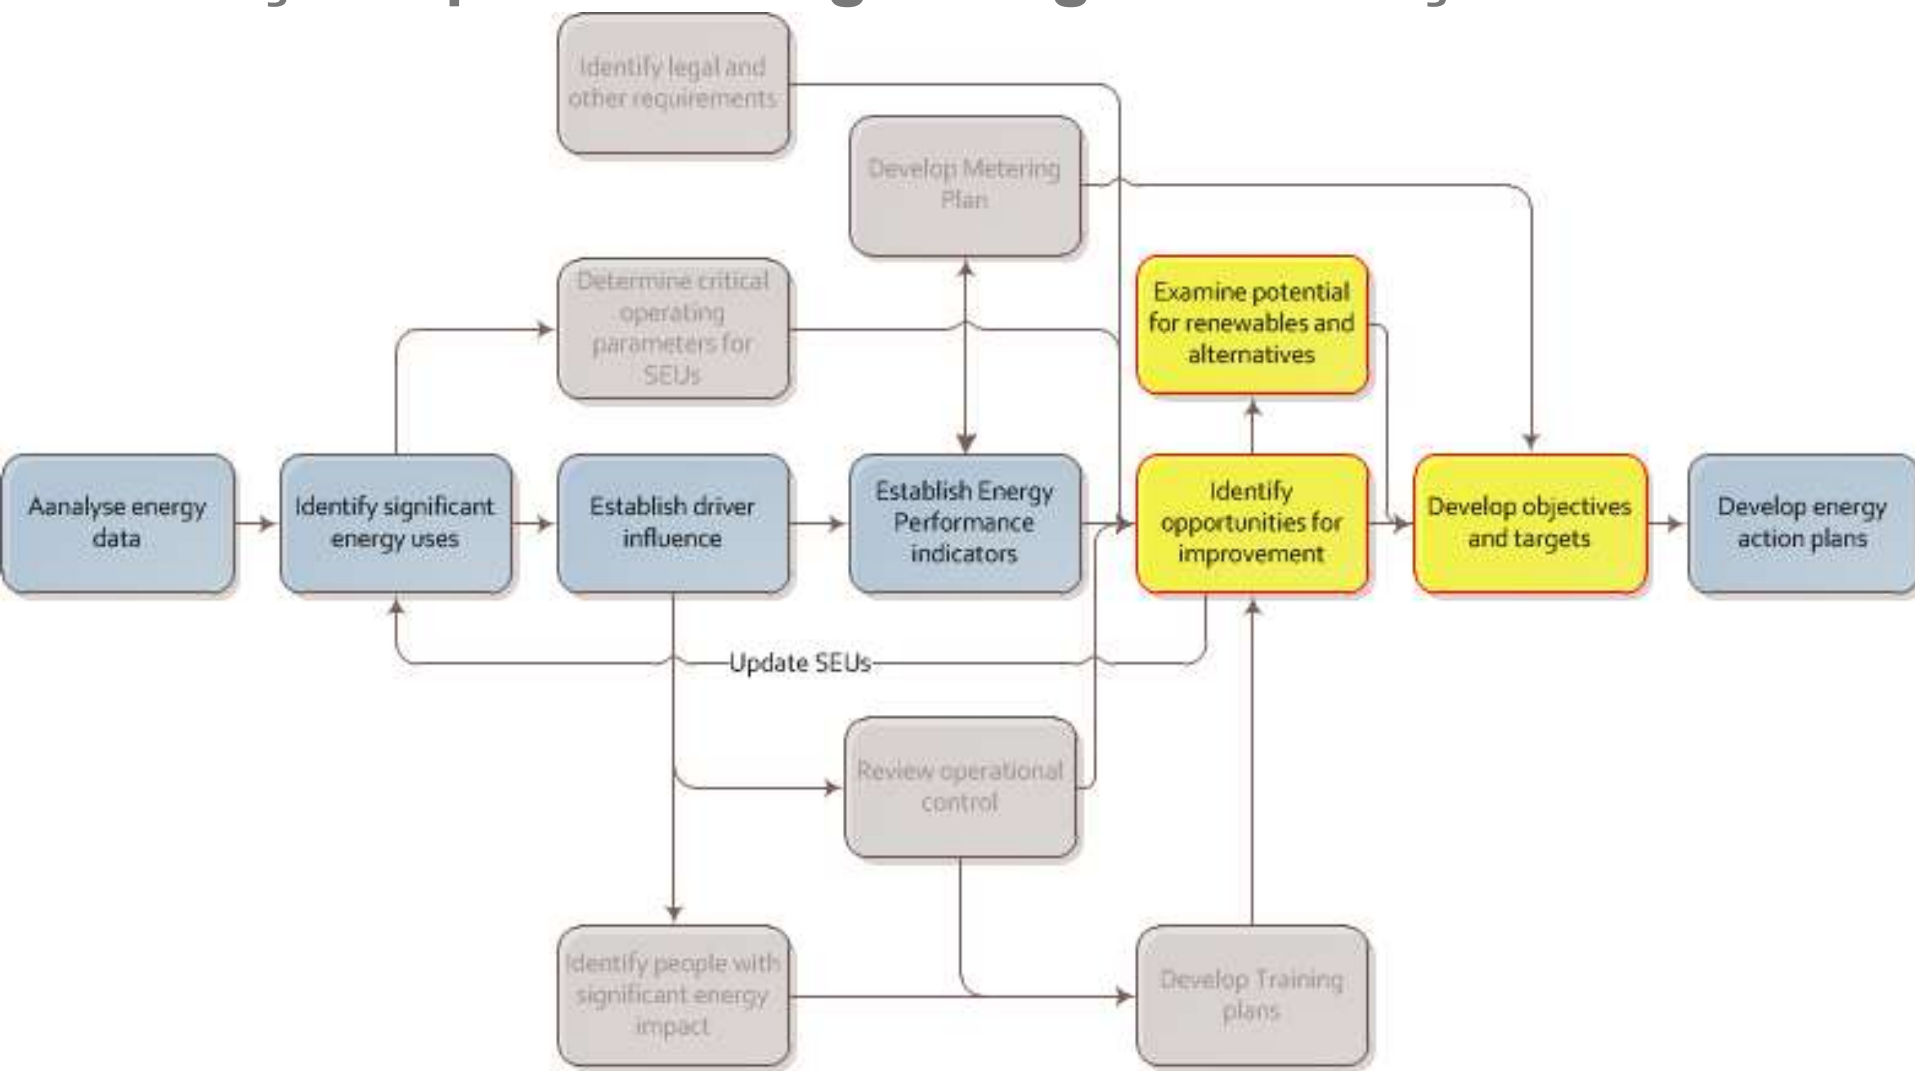 Identify legal and
other requirements
Develop Metering
Plan
Determine critical
operating
parameters for
SEUs
Examine potential
for renewables and
alternatives
Aanalyse energy
data
Identify significant
energy uses
Establish driver
influence
Establish Energy
Performance
indicators
Identify
opportunities for
improvement
Develop objectives
and targets
Develop energy
action plans
Update SEUs
Review operational
control
Identify people with
significant energy
impact
Develop Training
plans